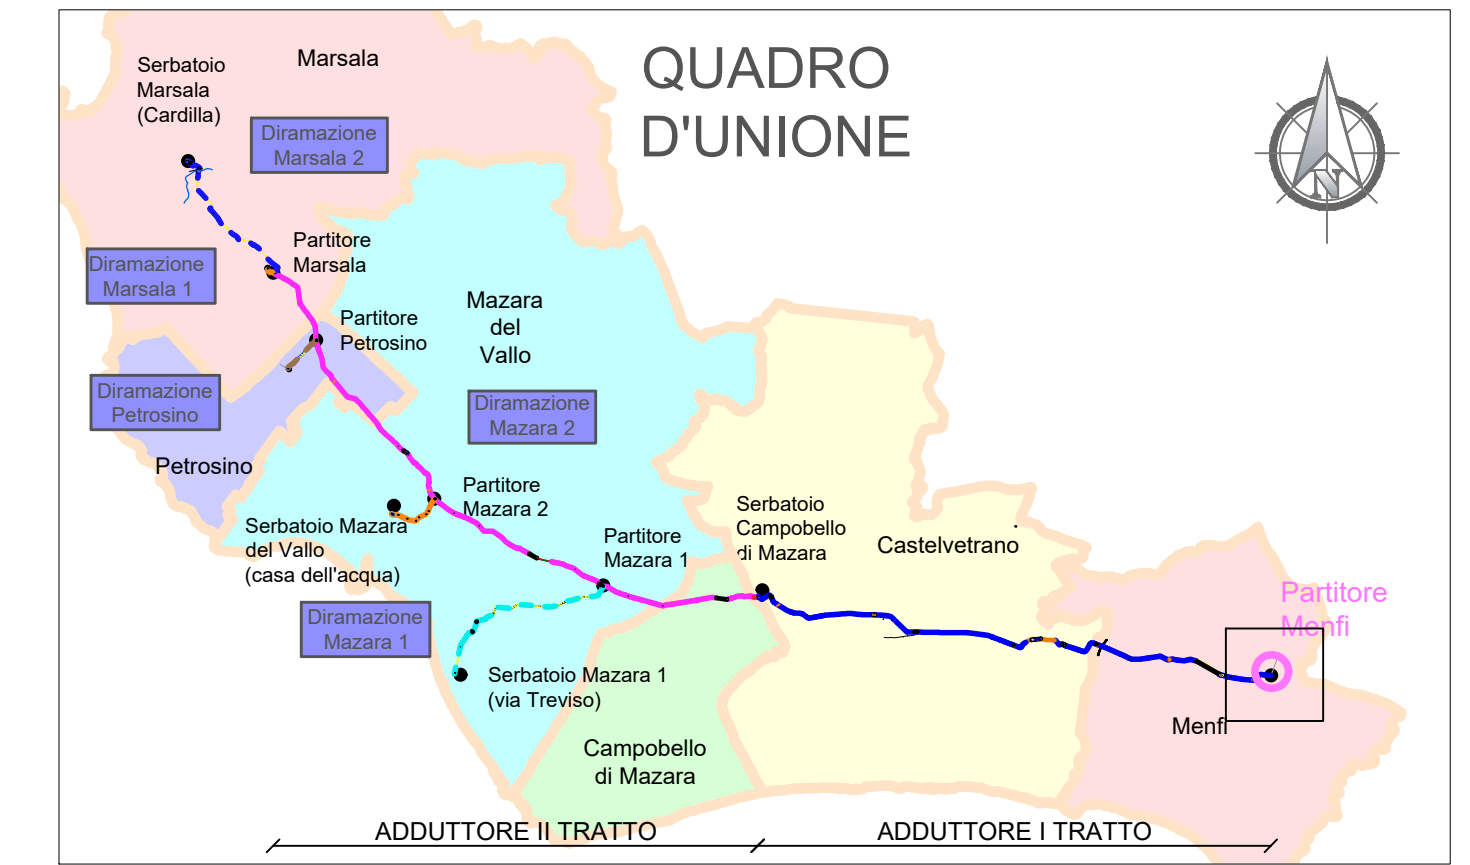 QUADRO
D'UNIONE
Marsala
Serbatoio
Marsala
(Cardilla)
Diramazione
Marsala 2
N
Partitore
Marsala
Diramazione
Marsala 1
Mazara
del
Vallo
Partitore
Petrosino
Diramazione
Petrosino
Diramazione
Mazara 2
Petrosino
Partitore
Mazara 2
Serbatoio Mazara
del Vallo
(casa dell'acqua)
Partitore
Mazara 1
Serbatoio
Campobello
di Mazara
Castelvetrano
Partitore
Menfi
Diramazione
Mazara 1
Serbatoio Mazara 1
(via Treviso)
Menfi
Campobello
di Mazara
ADDUTTORE II TRATTO
ADDUTTORE I TRATTO